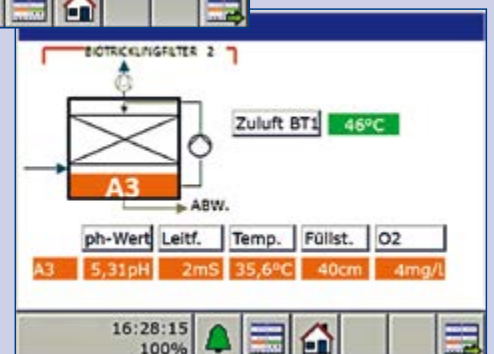 BIOTRICKLINGFILTER 2
Zuluft BT1 46°C
A3
ABW.
ph-Wert Leitf. Temp. Füllst. O2
A3 5,31pH 2mS 35,6°C 40cm 4mg/L
16:28:15
100%